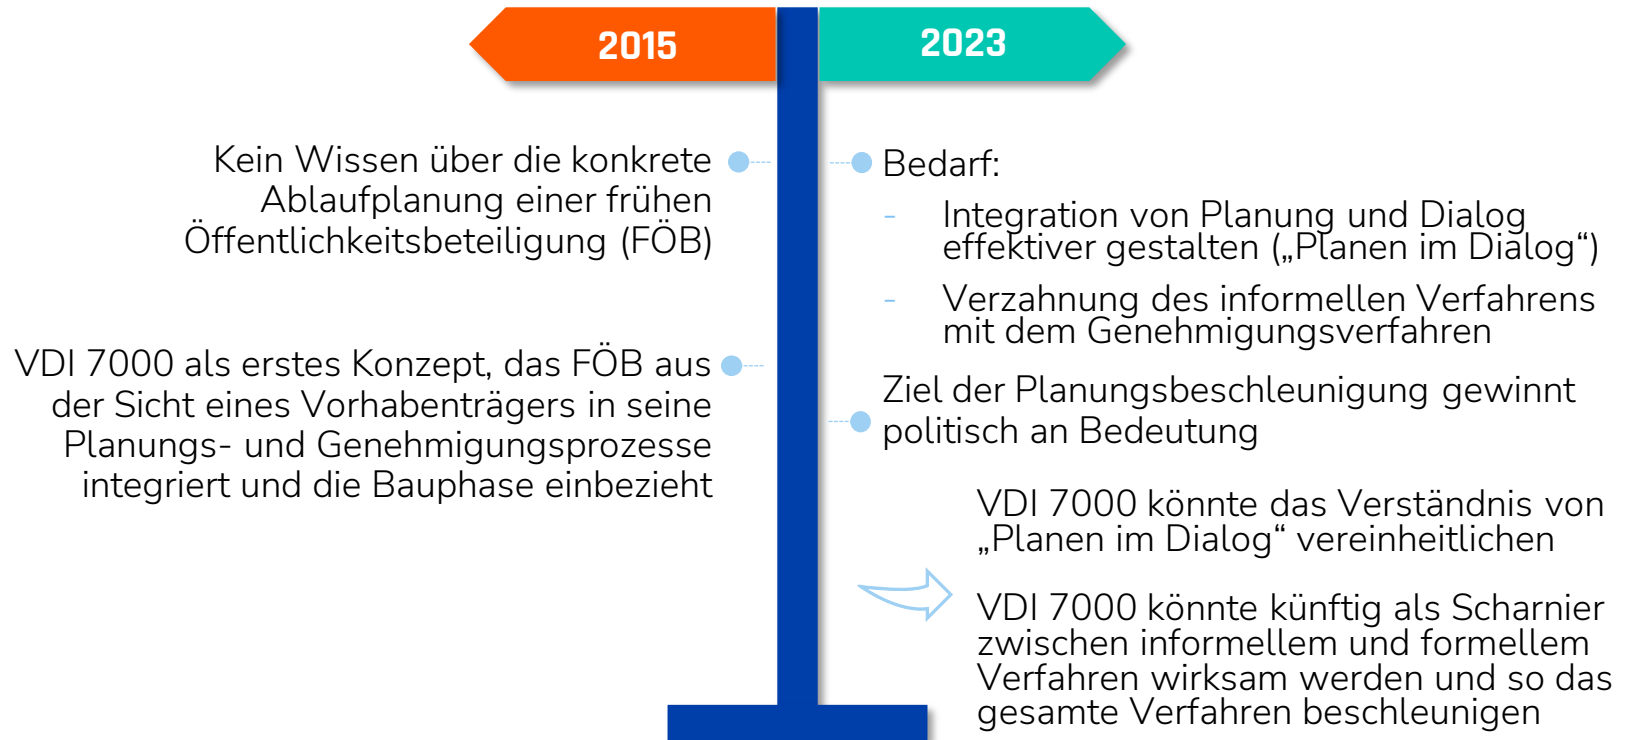 2015
Kein Wissen über die konkrete
Ablaufplanung einer frühen
Öffentlichkeitsbeteiligung (FÖB)
VDI 7000 als erstes Konzept, das FÖB aus
der Sicht eines Vorhabenträgers in seine
Planungs- und Genehmigungsprozesse
integriert und die Bauphase einbezieht
2023
Bedarf:
- Integration von Planung und Dialog
effektiver gestalten („Planen im Dialog“)
- Verzahnung des informellen Verfahrens
mit dem Genehmigungsverfahren
Ziel der Planungsbeschleunigung gewinnt
politisch an Bedeutung
VDI 7000 könnte das Verständnis von
„Planen im Dialog“ vereinheitlichen
VDI 7000 könnte künftig als Scharnier
zwischen informellem und formellem
Verfahren wirksam werden und so das
gesamte Verfahren beschleunigen